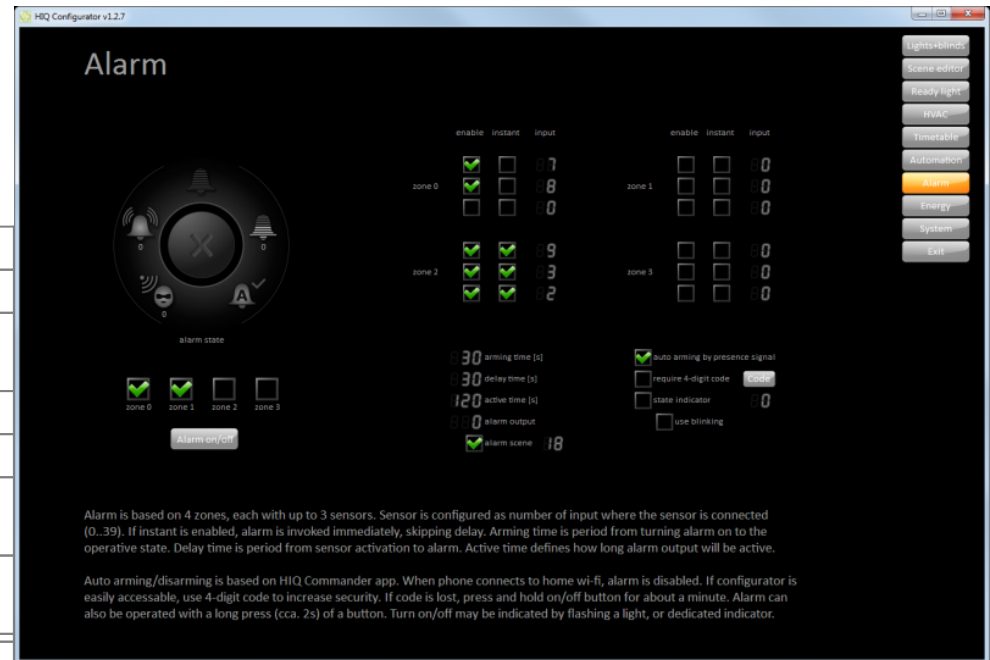 HIQ Configurator v1.2.7
Alarm
Lights+blinds
Scene editor
Ready light
HVAC
Timetable
Automation
Alarm
Energy
System
Exit
enable instant input
enable instant input
zone 0
7
8
0
zone 1
0
0
0
zone 2
9
3
2
zone 3
0
0
0
0
0
0
A
alarm state
zone 0 zone 1 zone 2 zone 3
Alarm on/off
30 arming time [s]
30 delay time [s]
120 active time [s]
0 alarm output
alarm scene 18
auto arming by presence signal
require 4-digit code Code
state indicator 0
use blinking
Alarm is based on 4 zones, each with up to 3 sensors. Sensor is configured as number of input where the sensor is connected
(0..39). If instant is enabled, alarm is invoked immediately, skipping delay. Arming time is period from turning alarm on to the
operative state. Delay time is period from sensor activation to alarm. Active time defines how long alarm output will be active.
Auto arming/disarming is based on HIQ Commander app. When phone connects to home wi-fi, alarm is disabled. If configurator is
easily accessable, use 4-digit code to increase security. If code is lost, press and hold on/off button for about a minute. Alarm can
also be operated with a long press (cca. 2s) of a button. Turn on/off may be indicated by flashing a light, or dedicated indicator.